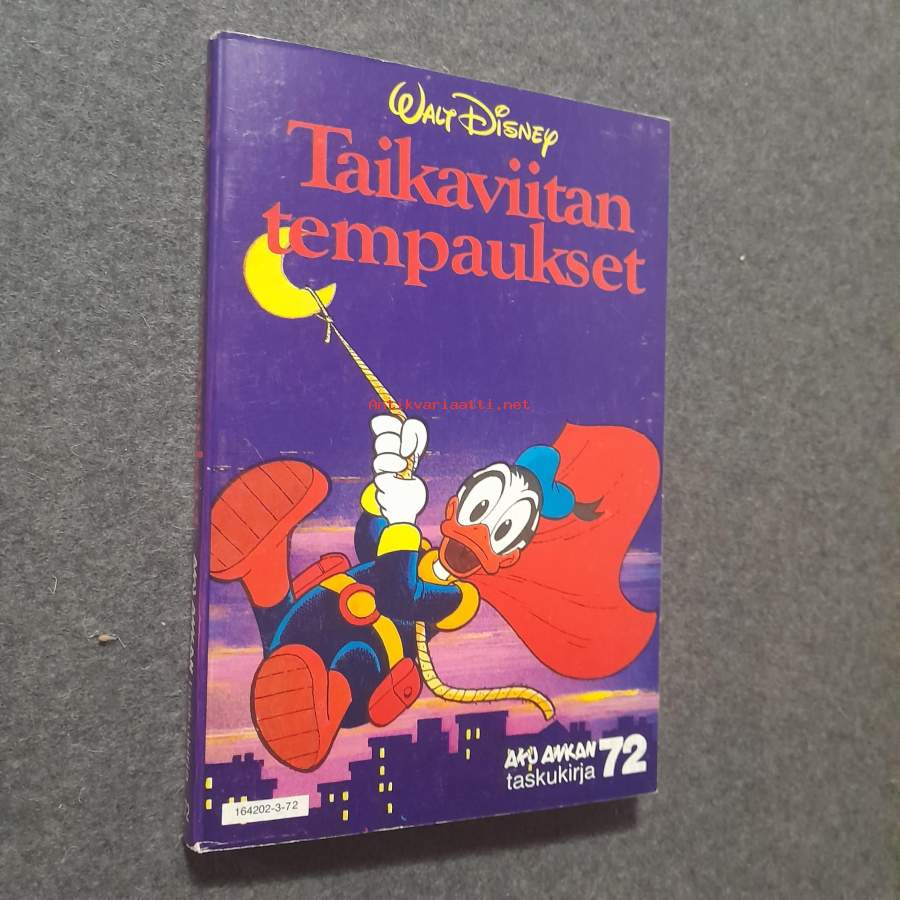 WALT DISNEY
Taikaviitan
tempaukset
Antikvariaatti.net
AKU ANKAN
taskukirja 72
164202-3-72